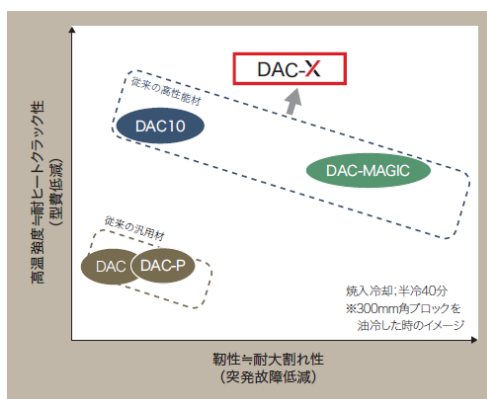 高温強度≒耐ヒートクラック性
（型費低減）
DAC-X
従来の高性能材
DAC10
DAC-MAGIC
従来の汎用材
DAC
DAC-P
焼入冷却；半冷40分
※300mm角ブロックを
油冷した時のイメージ
靭性≒耐大割れ性
（突発故障低減）